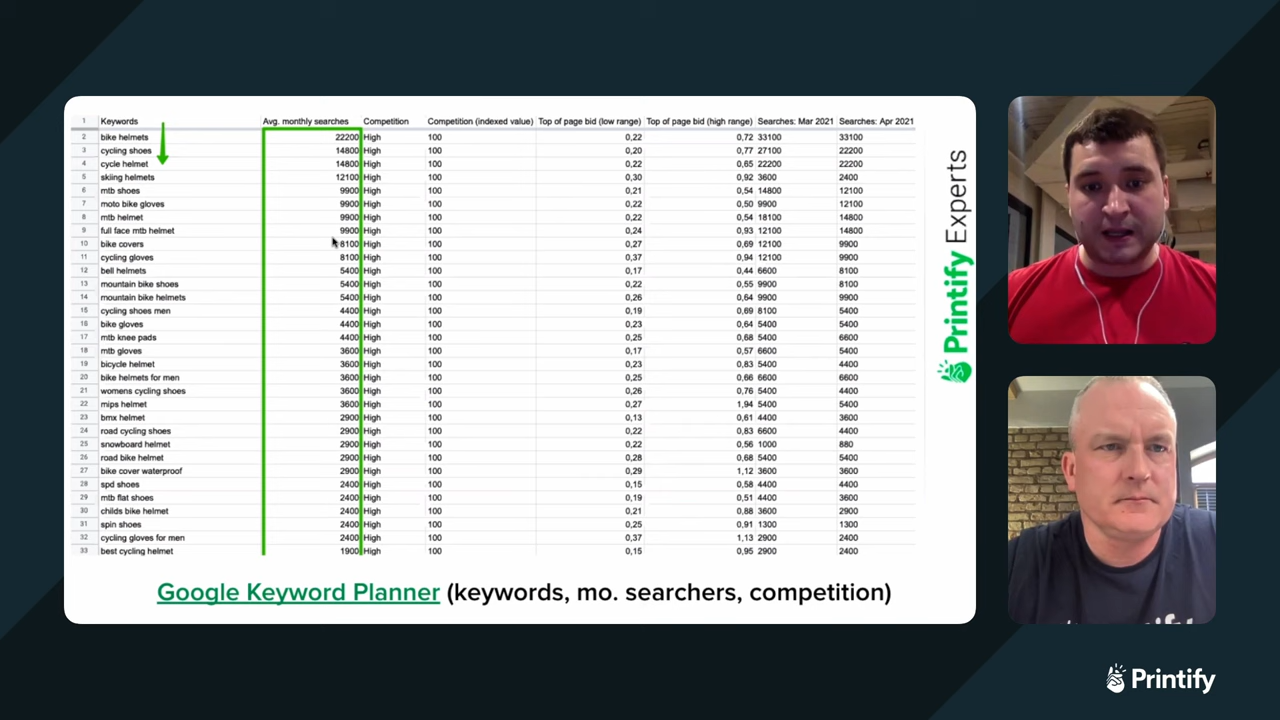 1 Keywords Avg. monthly searches Competition Competition (indexed value) Top of page bid (low range) Top of page bid (high range) Searches: Mar 2021 Searches: Apr 2021
2 bike helmets 22200 High 100 0,22 0,72 33100 33100
3 cycling shoes 14800 High 100 0,20 0,77 27100 22200
4 cycle helmet 14800 High 100 0,22 0,65 22200 22200
5 skiing helmets 12100 High 100 0,30 0,92 3600 2400
6 mtb shoes 9900 High 100 0,21 0,54 14800 12100
7 moto bike gloves 9900 High 100 0,22 0,50 9900 12100
8 mtb helmet 9900 High 100 0,22 0,54 18100 14800
9 full face mtb helmet 9900 High 100 0,24 0,93 12100 14800
10 bike covers 8100 High 100 0,27 0,69 12100 9900
11 cycling gloves 8100 High 100 0,37 0,94 12100 9900
12 bell helmets 5400 High 100 0,17 0,44 6600 8100
13 mountain bike shoes 5400 High 100 0,22 0,55 9900 8100
14 mountain bike helmets 5400 High 100 0,26 0,64 9900 9900
15 cycling shoes men 4400 High 100 0,19 0,69 8100 5400
16 bike gloves 4400 High 100 0,23 0,64 5400 5400
17 mtb knee pads 4400 High 100 0,25 0,68 5400 6600
18 mtb gloves 3600 High 100 0,17 0,57 6600 5400
19 bicycle helmet 3600 High 100 0,23 0,83 5400 5400
20 bike helmets for men 3600 High 100 0,25 0,66 6600 5400
21 womens cycling shoes 3600 High 100 0,26 0,76 5400 4400
22 mips helmet 3600 High 100 0,27 1,94 5400 5400
23 bmx helmet 2900 High 100 0,13 0,61 4400 3600
24 road cycling shoes 2900 High 100 0,22 0,83 6600 4400
25 snowboard helmet 2900 High 100 0,22 0,56 1000 880
26 road bike helmet 2900 High 100 0,28 0,68 5400 5400
27 bike cover waterproof 2900 High 100 0,29 1,12 3600 3600
28 spd shoes 2400 High 100 0,15 0,58 4400 4400
29 mtb flat shoes 2400 High 100 0,19 0,51 4400 3600
30 childs bike helmet 2400 High 100 0,21 0,88 3600 2900
31 spin shoes 2400 High 100 0,25 0,91 1300 1300
32 cycling gloves for men 2400 High 100 0,37 1,13 2900 2400
33 best cycling helmet 1900 High 100 0,15 0,95 2900 2400
Printify Experts
Google Keyword Planner (keywords, mo. searchers, competition)
Printify